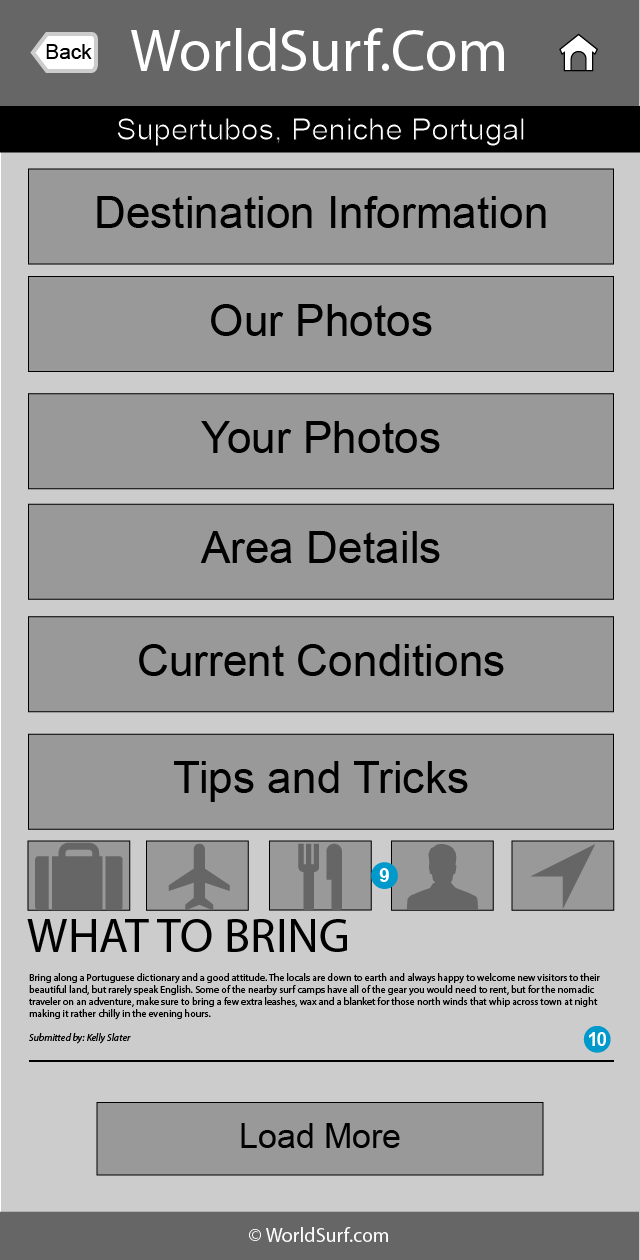 Back
WorldSurf.Com
Supertubos, Peniche Portugal
Destination Information
Our Photos
Your Photos
Area Details
Current Conditions
Tips and Tricks
9
WHAT TO BRING
Bring along a Portuguese dictionary and a good attitude. The locals are down to earth and always happy to welcome new visitors to their
beautiful land, but rarely speak English. Some of the nearby surf camps have all of the gear you would need to rent, but for the nomadic
traveler on an adventure, make sure to bring a few extra leashes, wax and a blanket for those north winds that whip across town at night
making it rather chilly in the evening hours.
Submitted by: Kelly Slater
10
Load More
© WorldSurf.com